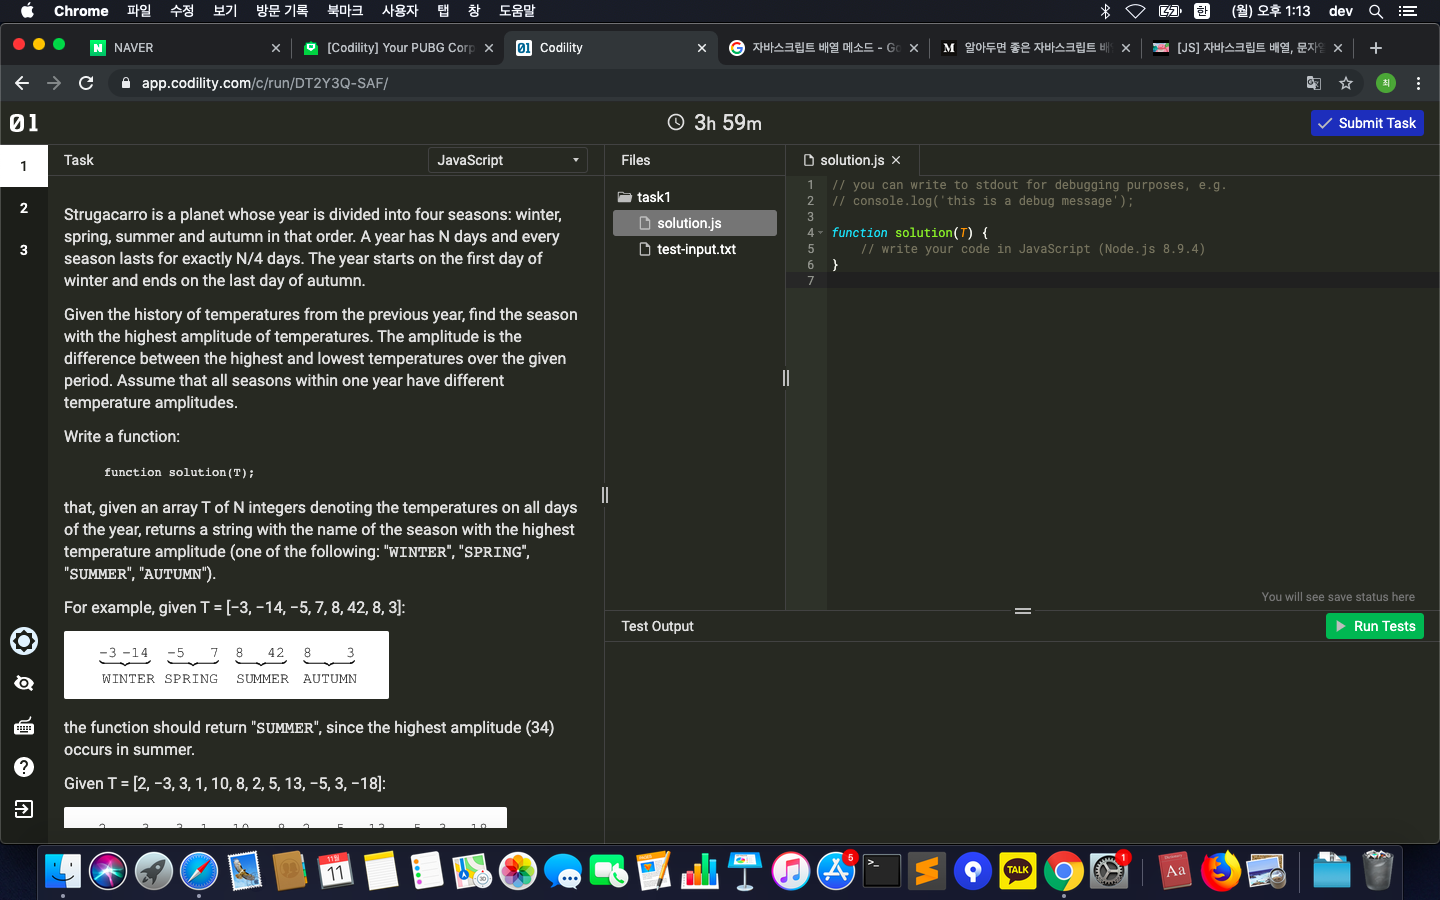 Chrome 파일 수정 보기 방문 기록 북마크 사용자 탭 창 도움말 한 (월) 오후 1:13 dev
N NAVER
[Codility] Your PUBG Corp
01 Codility
자바스크립트 배열 메소드 - Go
M 알아두면 좋은 자바스크립트 배
[JS] 자바스크립트 배열, 문자열
app.codility.com/c/run/DT2Y3Q-SAF/
최
01
3h 59m
Submit Task
1
2
3
Task
JavaScript
Strugacarro is a planet whose year is divided into four seasons: winter,
spring, summer and autumn in that order. A year has N days and every
season lasts for exactly N/4 days. The year starts on the first day of
winter and ends on the last day of autumn.
Given the history of temperatures from the previous year, find the season
with the highest amplitude of temperatures. The amplitude is the
difference between the highest and lowest temperatures over the given
period. Assume that all seasons within one year have different
temperature amplitudes.
Write a function:
function solution(T);
that, given an array T of N integers denoting the temperatures on all days
of the year, returns a string with the name of the season with the highest
temperature amplitude (one of the following: "WINTER", "SPRING",
"SUMMER", "AUTUMN").
For example, given T = [−3, −14, −5, 7, 8, 42, 8, 3]:
-3 -14 -5 7 8 42 8 3
WINTER SPRING SUMMER AUTUMN
the function should return "SUMMER", since the highest amplitude (34)
occurs in summer.
Given T = [2, −3, 3, 1, 10, 8, 2, 5, 13, −5, 3, −18]:
Files
task1
solution.js
test-input.txt
solution.js
1 // you can write to stdout for debugging purposes, e.g.
2 // console.log('this is a debug message');
3
4 function solution(T) {
5 // write your code in JavaScript (Node.js 8.9.4)
6 }
7
You will see save status here
Test Output
Run Tests
11월
11
30
5
>_
TALK
1
Aa